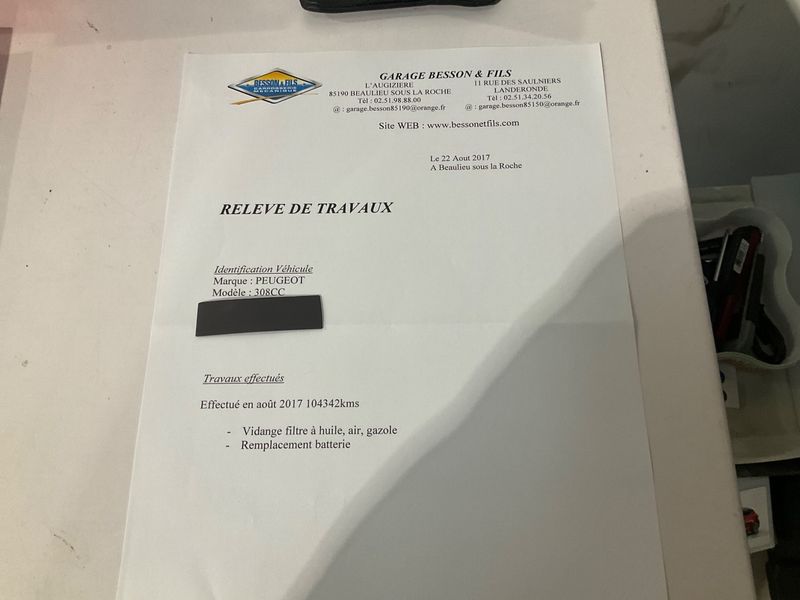 BESSON & FILS
CARROSSERIE
MECANIQUE
GARAGE BESSON & FILS
L'AUGIZIERE
85190 BEAULIEU SOUS LA ROCHE
Tél : 02.51.98.88.00
@ : garage.besson85190@orange.fr
11 RUE DES SAULNIERS
LANDERONDE
Tél : 02.51.34.20.56
@ : garage.besson85150@orange.fr
Site WEB : www.bessonetfils.com
Le 22 Aout 2017
A Beaulieu sous la Roche
RELEVE DE TRAVAUX
Identification Véhicule
Marque : PEUGEOT
Modèle : 308CC
Travaux effectués
Effectué en août 2017 104342kms
- Vidange filtre à huile, air, gazole
- Remplacement batterie